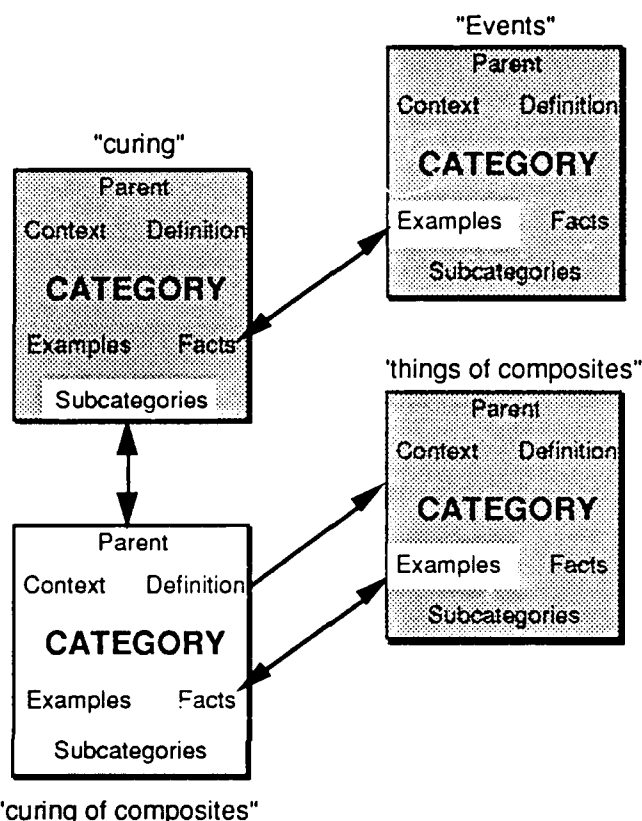 "Events"
Parent
Context Definition
CATEGORY
Examples Facts
Subcategories
"curing"
Parent
Context Definition
CATEGORY
Examples Facts
Subcategories
"things of composites"
Parent
Context Definition
CATEGORY
Examples Facts
Subcategories
Parent
Context Definition
CATEGORY
Examples Facts
Subcategories
"curing of composites"